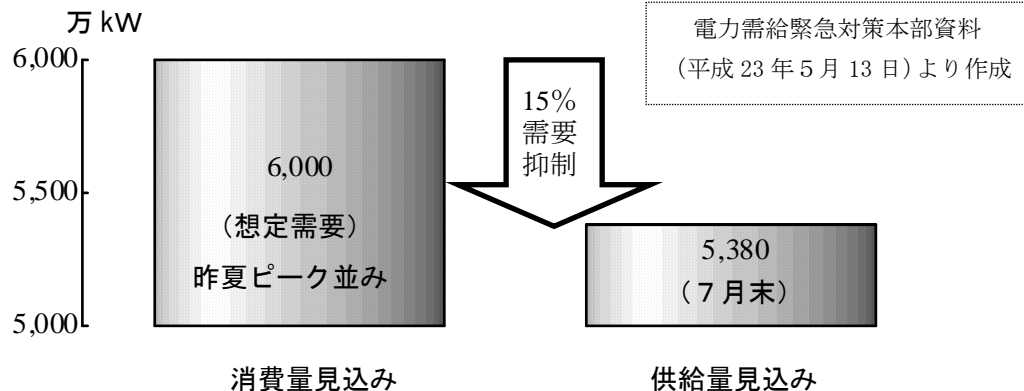 万 kW
電力需給緊急対策本部資料
(平成 23 年 5 月 13 日) より作成
6,000
5,500
5,000
6,000
(想定需要)
昨夏ピーク並み
15%
需要
抑制
5,380
(7月末)
消費量見込み
供給量見込み